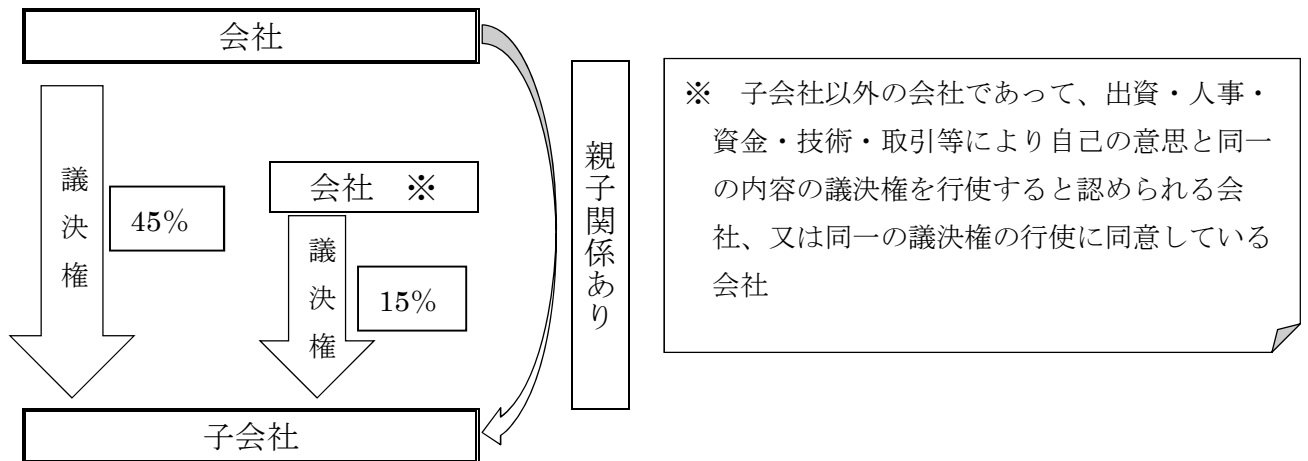 会社
議決権
45%
会社 ※
議決権
15%
親子関係あり
子会社
※ 子会社以外の会社であって、出資・人事・
資金・技術・取引等により自己の意思と同一
の内容の議決権を行使すると認められる会
社、又は同一の議決権の行使に同意している
会社